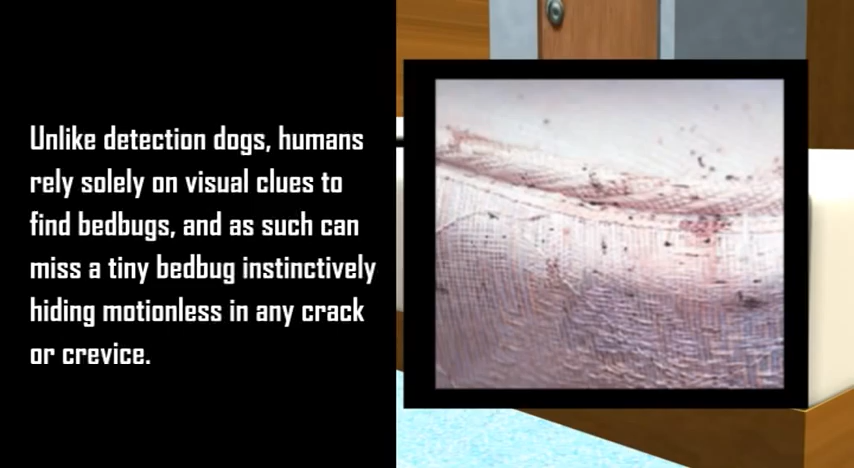 Unlike detection dogs, humans
rely solely on visual clues to
find bedbugs, and as such can
miss a tiny bedbug instinctively
hiding motionless in any crack
or crevice.